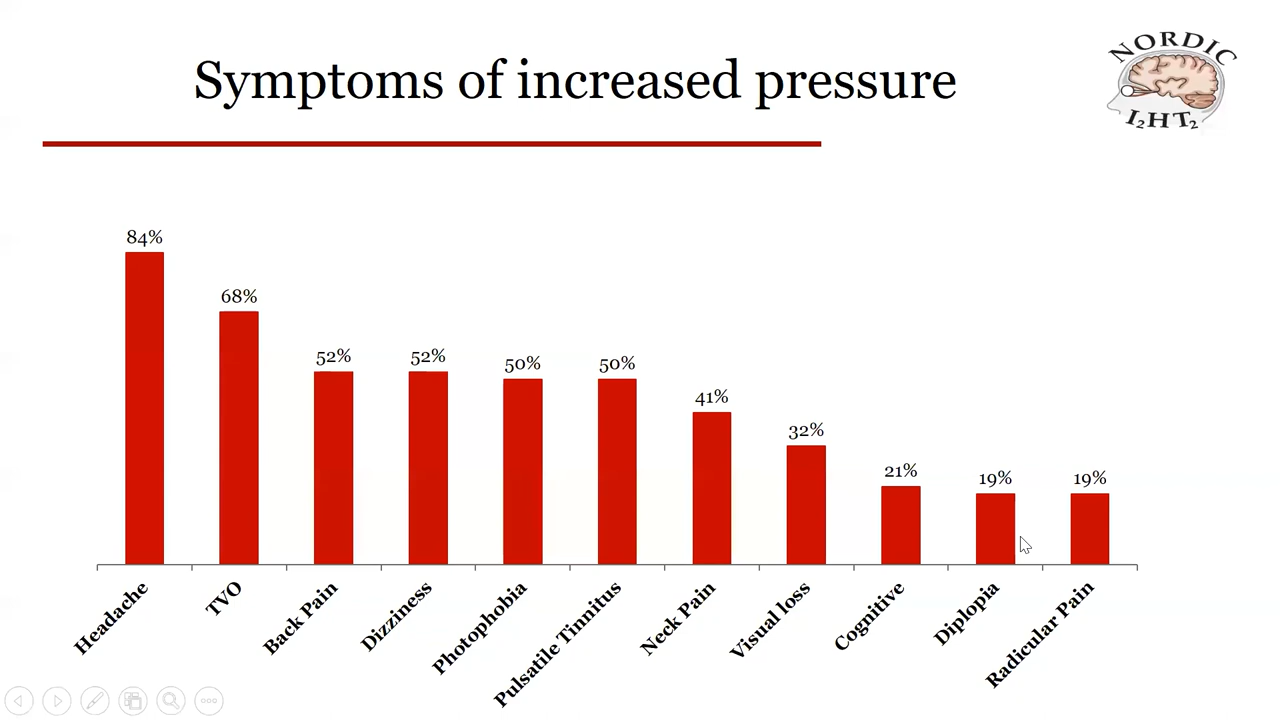 Symptoms of increased pressure
NORDIC
I₂HT₂
84%
68%
52%
52%
50%
50%
41%
32%
21%
19%
19%
Headache
TVO
Back Pain
Dizziness
Photophobia
Pulsatile Tinnitus
Neck Pain
Visual loss
Cognitive
Diplopia
Radicular Pain